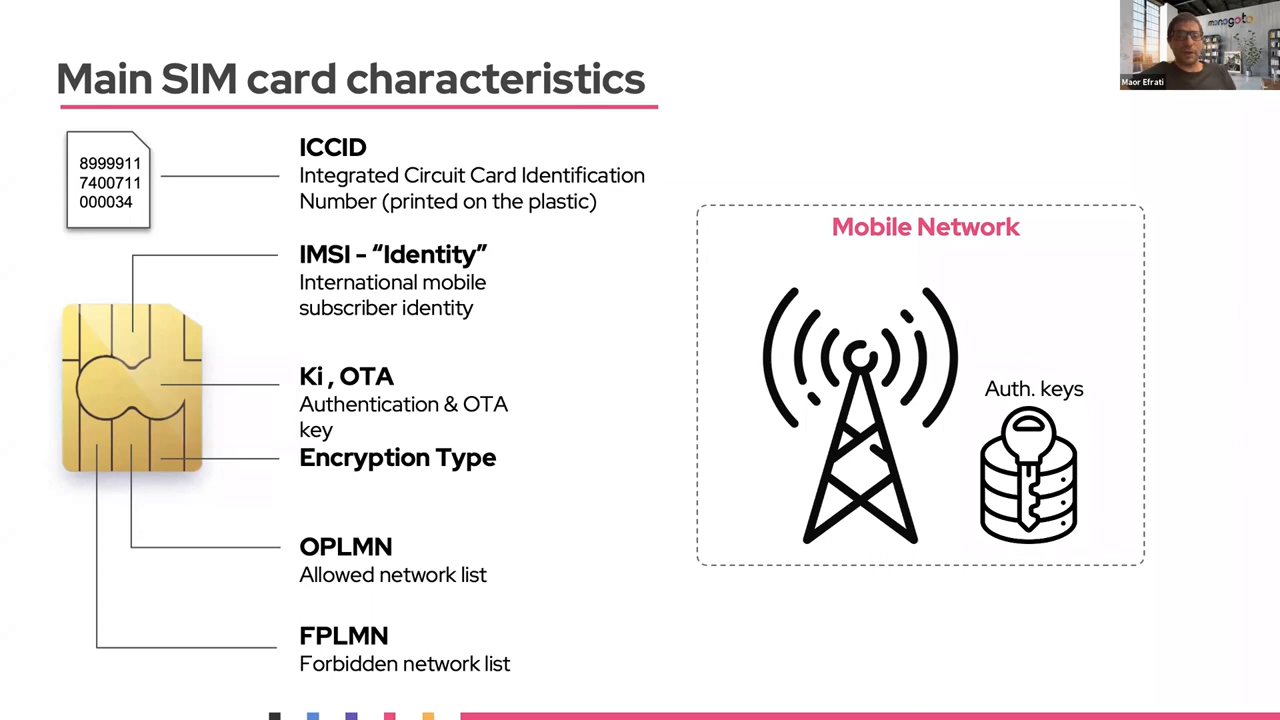 monogoto
Maor Efrati
Main SIM card characteristics
8999911
7400711
000034
ICCID
Integrated Circuit Card Identification
Number (printed on the plastic)
IMSI - “Identity”
International mobile
subscriber identity
Ki , OTA
Authentication & OTA
key
Encryption Type
OPLMN
Allowed network list
FPLMN
Forbidden network list
Mobile Network
Auth. keys